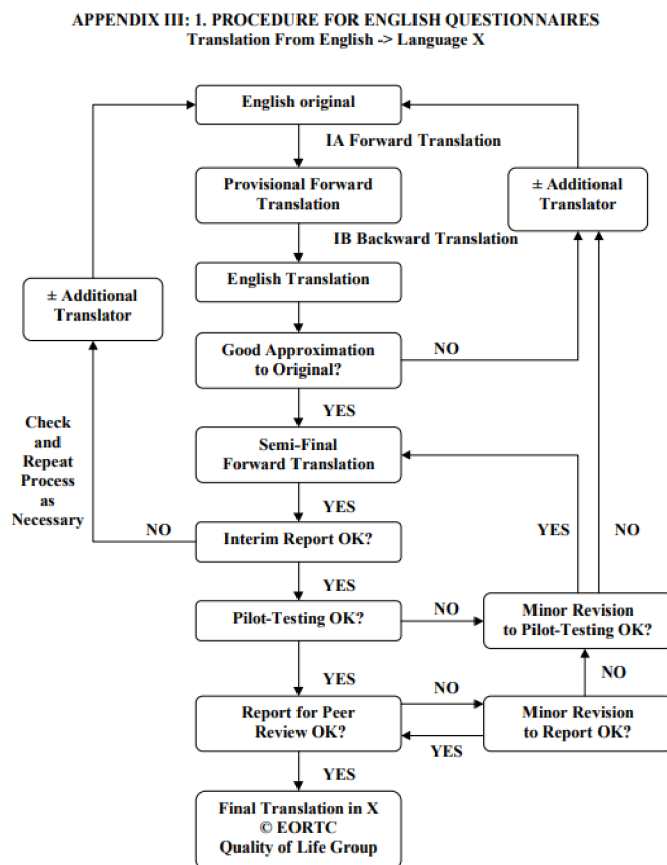 APPENDIX III: 1. PROCEDURE FOR ENGLISH QUESTIONNAIRES
Translation From English -> Language X
English original
IA Forward Translation
Provisional Forward
Translation
± Additional
Translator
IB Backward Translation
English Translation
± Additional
Translator
Good Approximation
to Original?
NO
YES
Check
and
Repeat
Process
as
Necessary
Semi-Final
Forward Translation
YES
NO
Interim Report OK?
YES
NO
YES
Pilot-Testing OK?
NO
Minor Revision
to Pilot-Testing OK?
YES
NO
NO
Report for Peer
Review OK?
YES
Minor Revision
to Report OK?
YES
Final Translation in X
© EORTC
Quality of Life Group